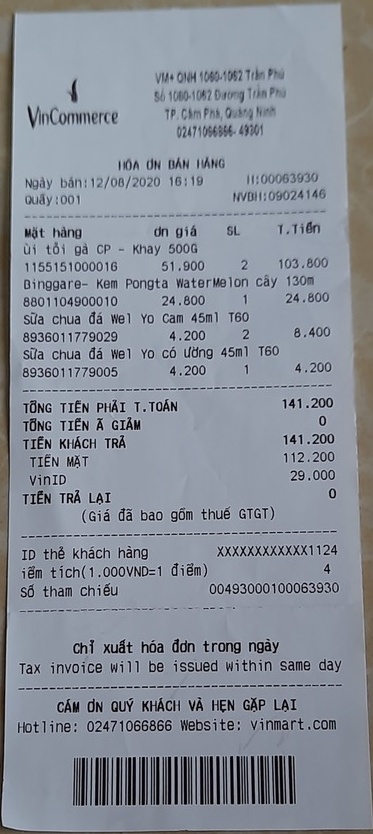 VinCommerce
VM+ QNH 1060-1062 Trần Phú
Số 1060-1062 Đường Trần Phú
TP. Cẩm Phả, Quảng Ninh
02471066866- 49301
HÓA ƠN BÁN HÀNG
Ngày bán:12/08/2020 16:19 H:00063930
Quầy:001 NVBH:09024146
Mặt hàng ơn giá SL T.Tiền
ùi tỏi gà CP - Khay 500G
1155151000016 51.900 2 103.800
Binggare- Kem Pongta WaterMelon cây 130m
8801104900010 24.800 1 24.800
Sữa chua đá Wel Yo Cam 45ml T60
8936011779029 4.200 2 8.400
Sữa chua đá Wel Yo có ường 45ml T60
8936011779005 4.200 1 4.200
TỔNG TIỀN PHẢI T.TOÁN 141.200
TỔNG TIỀN Ã GIẢM 0
TIỀN KHÁCH TRẢ 141.200
TIỀN MẶT 112.200
VinID 29.000
TIỀN TRẢ LẠI 0
(Giá đã bao gồm thuế GTGT)
ID thẻ khách hàng XXXXXXXXXXXX1124
iểm tích(1.000VND=1 điểm) 4
Số tham chiếu 00493000100063930
Chỉ xuất hóa đơn trong ngày
Tax invoice will be issued within same day
CẢM ƠN QUÝ KHÁCH VÀ HẸN GẶP LẠI
Hotline: 02471066866 Website: vinmart.com